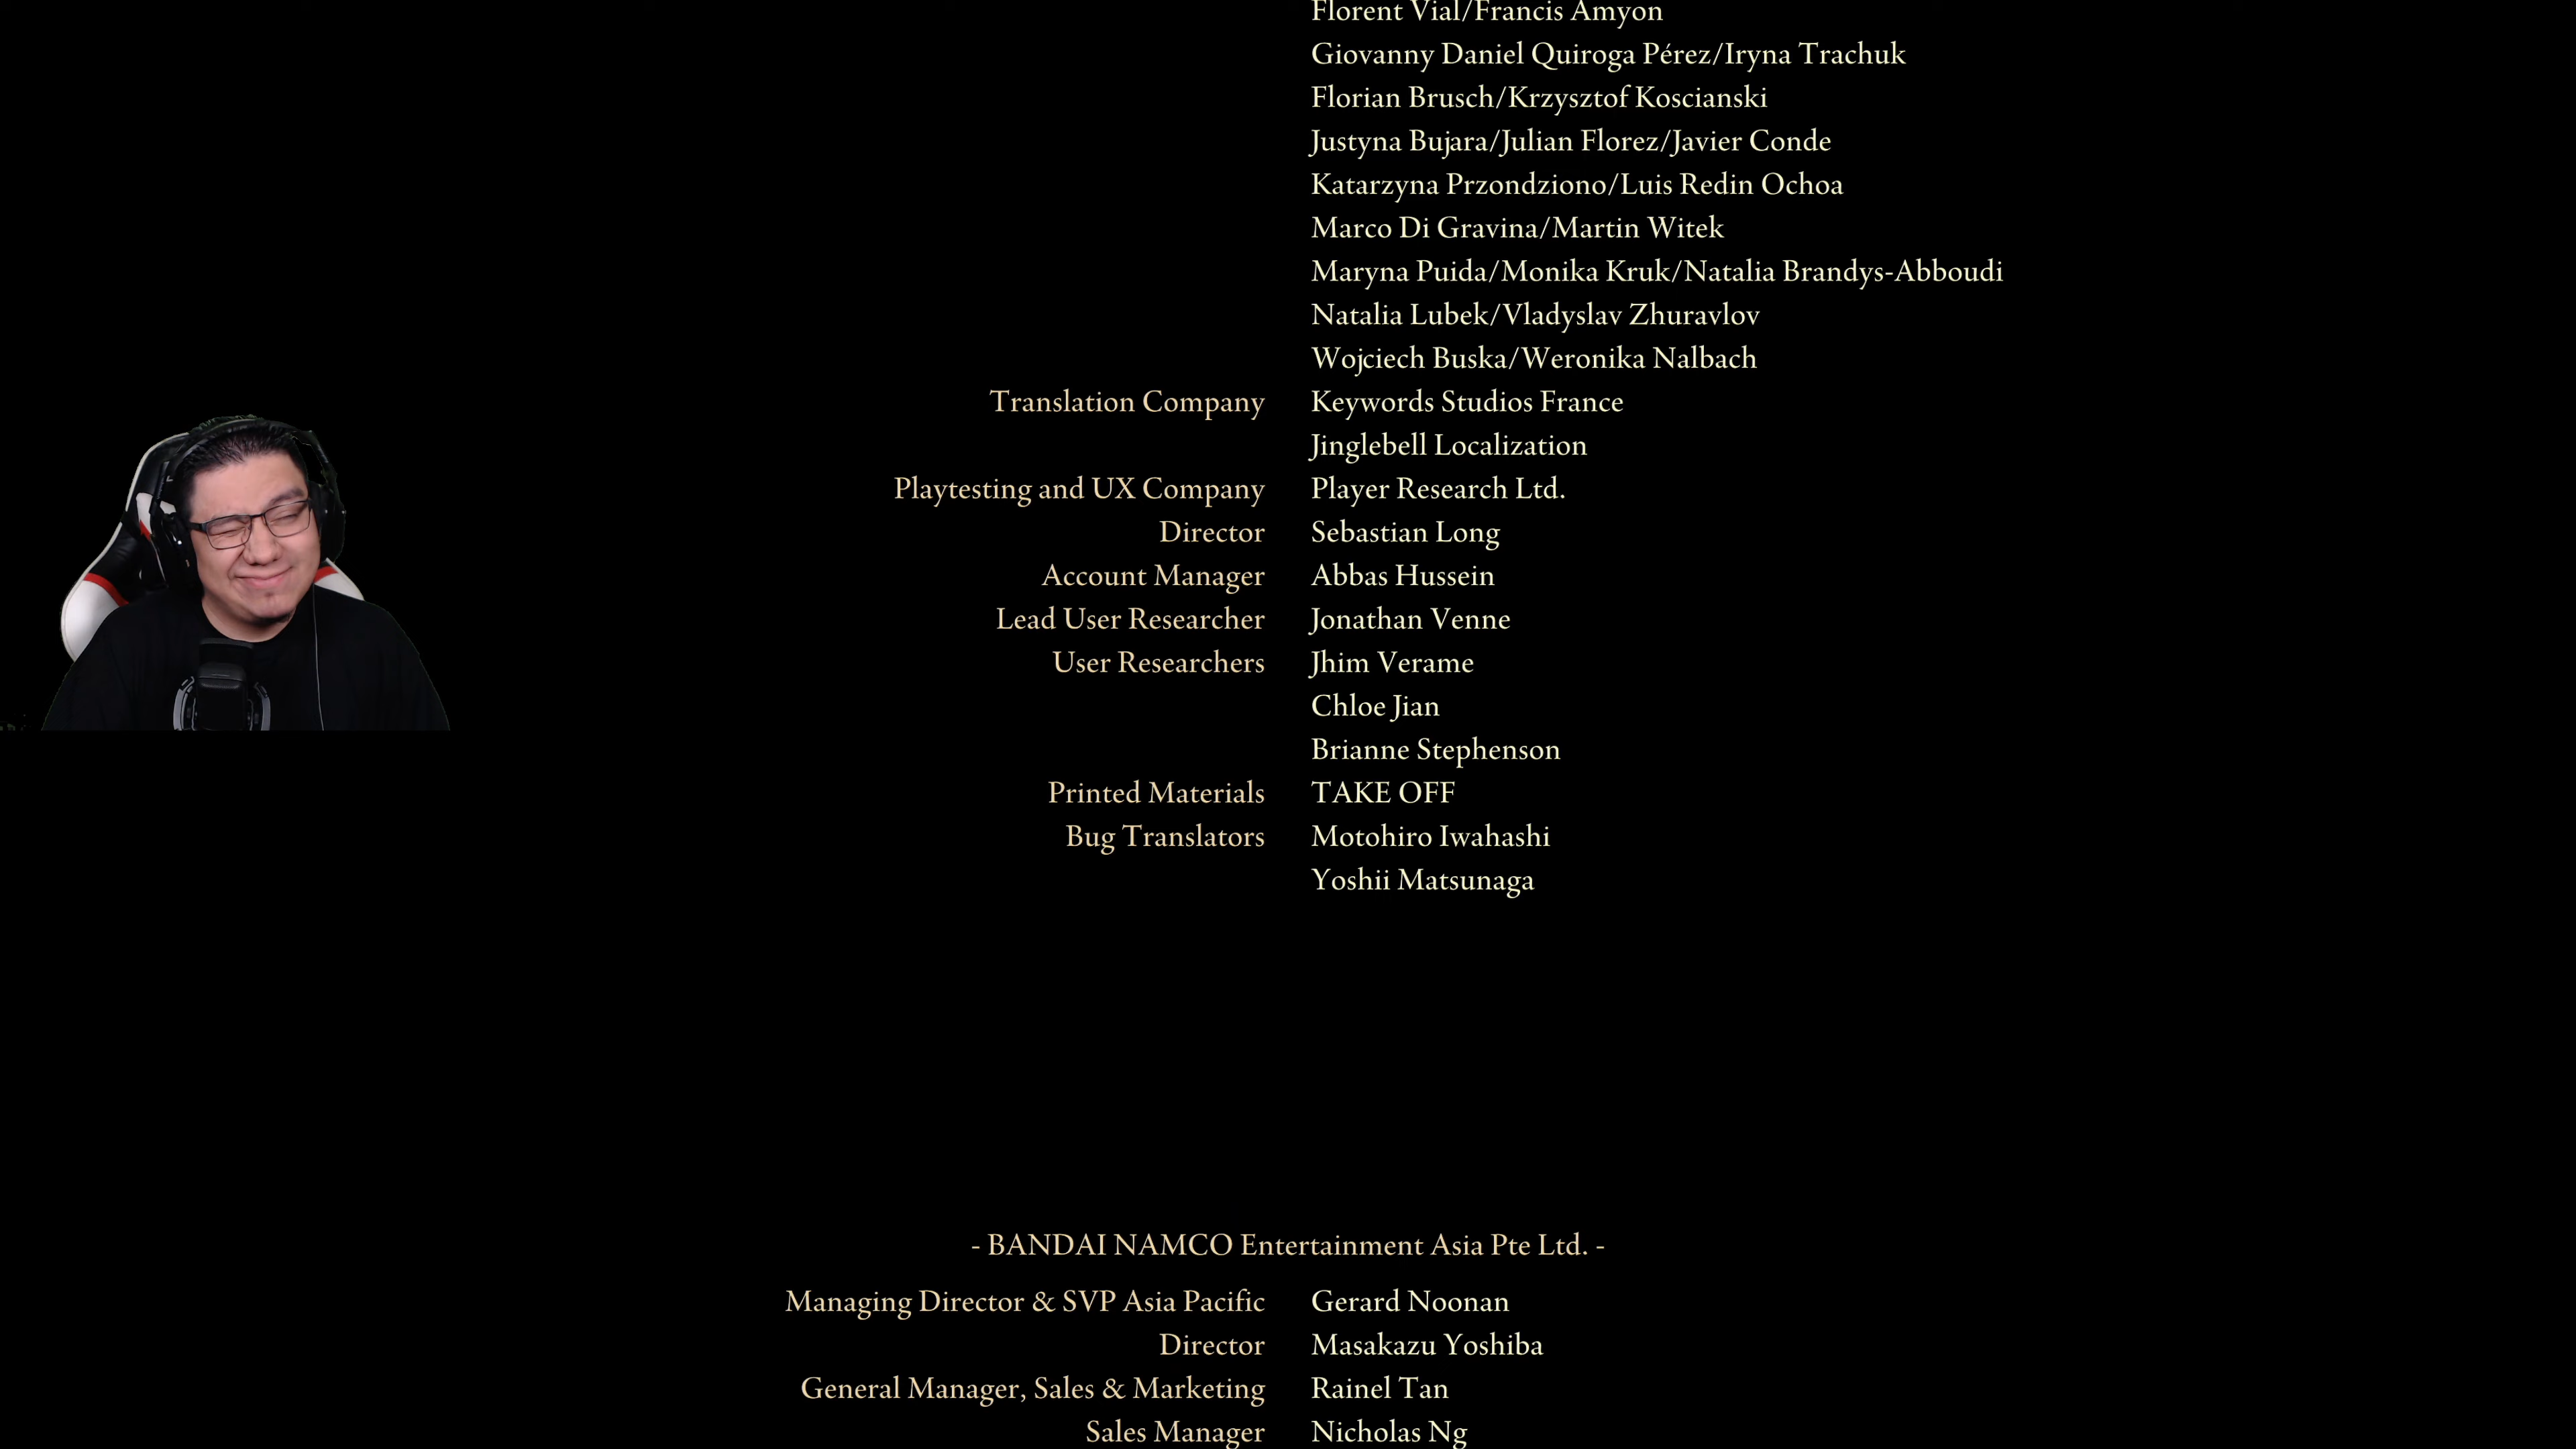 Florent Vial/Francis Amyon
Giovanny Daniel Quiroga Pérez/Iryna Trachuk
Florian Brusch/Krzysztof Koscianski
Justyna Bujara/Julian Florez/Javier Conde
Katarzyna Przondziono/Luis Redin Ochoa
Marco Di Gravina/Martin Witek
Maryna Puida/Monika Kruk/Natalia Brandys-Abboudi
Natalia Lubek/Vladyslav Zhuravlov
Wojciech Buska/Weronika Nalbach
Translation Company Keywords Studios France
Jinglebell Localization
Playtesting and UX Company Player Research Ltd.
Director Sebastian Long
Account Manager Abbas Hussein
Lead User Researcher Jonathan Venne
User Researchers Jhim Verame
Chloe Jian
Brianne Stephenson
Printed Materials TAKE OFF
Bug Translators Motohiro Iwahashi
Yoshii Matsunaga
- BANDAI NAMCO Entertainment Asia Pte Ltd. -
Managing Director & SVP Asia Pacific Gerard Noonan
Director Masakazu Yoshiba
General Manager, Sales & Marketing Rainel Tan
Sales Manager Nicholas Ng